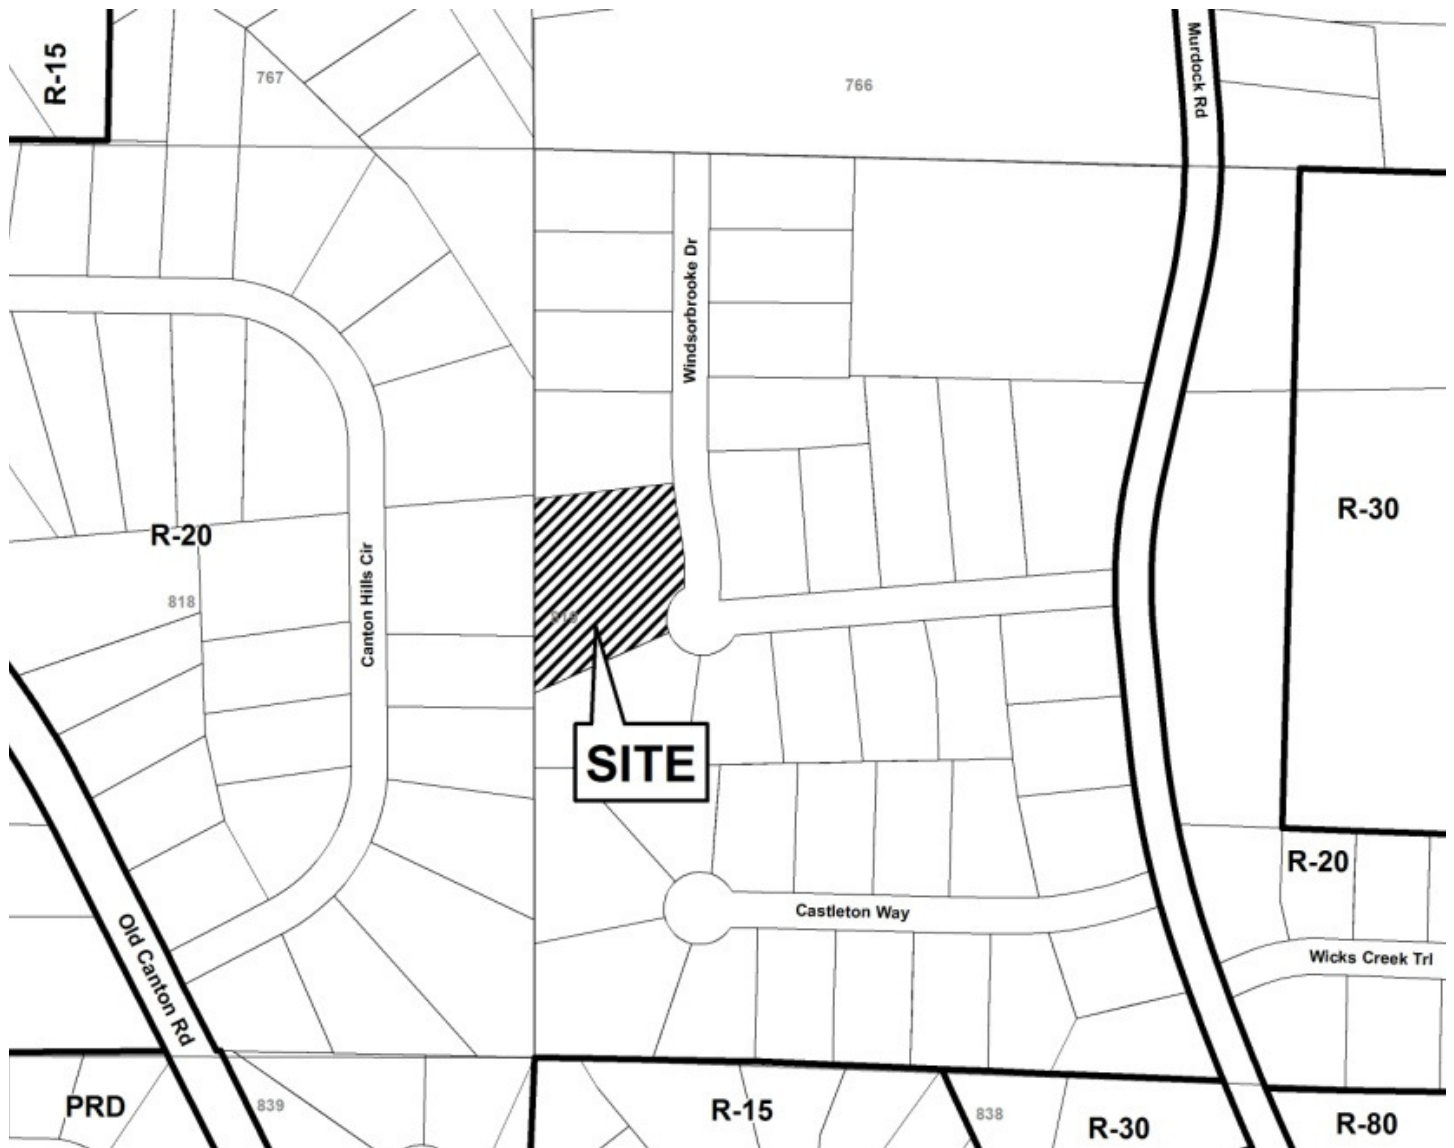 R-15
767
766
Murdock Rd
Windsorbrooke Dr
R-30
R-20
Canton Hills Cir
818
819
SITE
R-20
Castleton Way
Old Canton Rd
Wicks Creek Trl
PRD
839
R-15
838
R-30
R-80